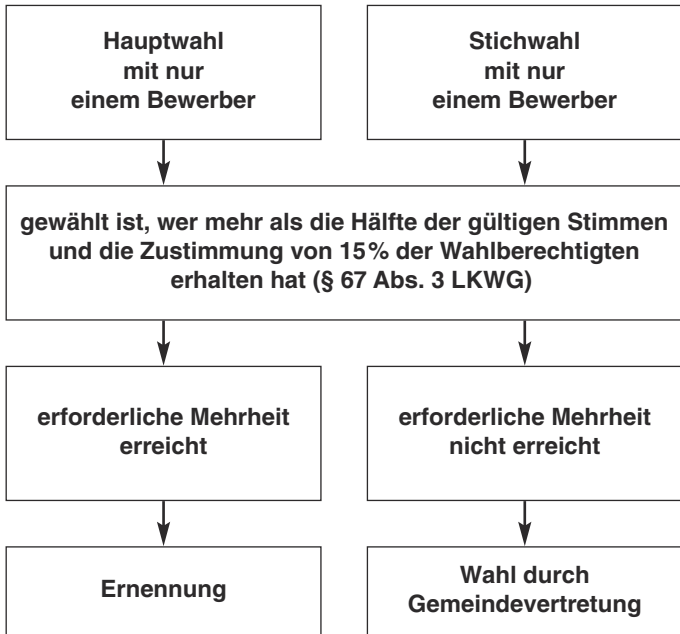 Hauptwahl
mit nur
einem Bewerber
Stichwahl
mit nur
einem Bewerber
gewählt ist, wer mehr als die Hälfte der gültigen Stimmen
und die Zustimmung von 15% der Wahlberechtigten
erhalten hat (§ 67 Abs. 3 LKWG)
erforderliche Mehrheit
erreicht
erforderliche Mehrheit
nicht erreicht
Ernennung
Wahl durch
Gemeindevertretung